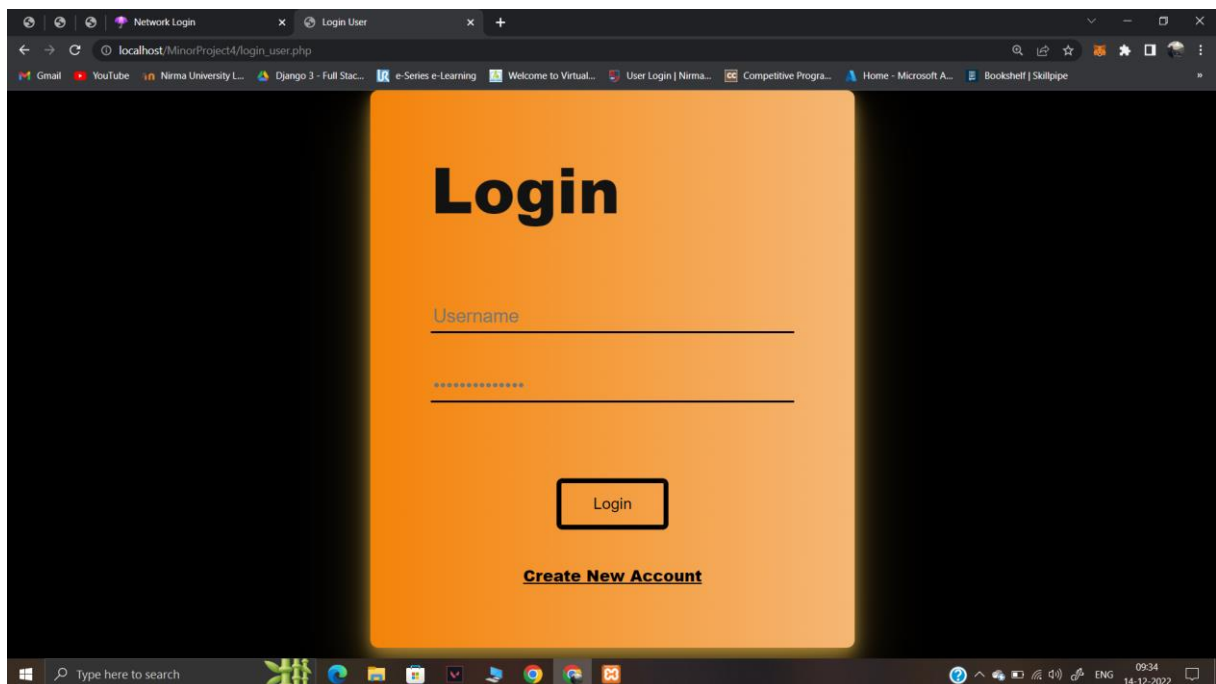 Network Login
Login User
localhost/MinorProject4/login_user.php
Gmail YouTube Nirma University L... Django 3 - Full Stac... LR e-Series e-Learning Welcome to Virtual... User Login | Nirma... CC Competitive Progra... Home - Microsoft A... Bookshelf | Skillpipe
Login
Username
Login
Create New Account
Type here to search
ENG 09:34
14-12-2022